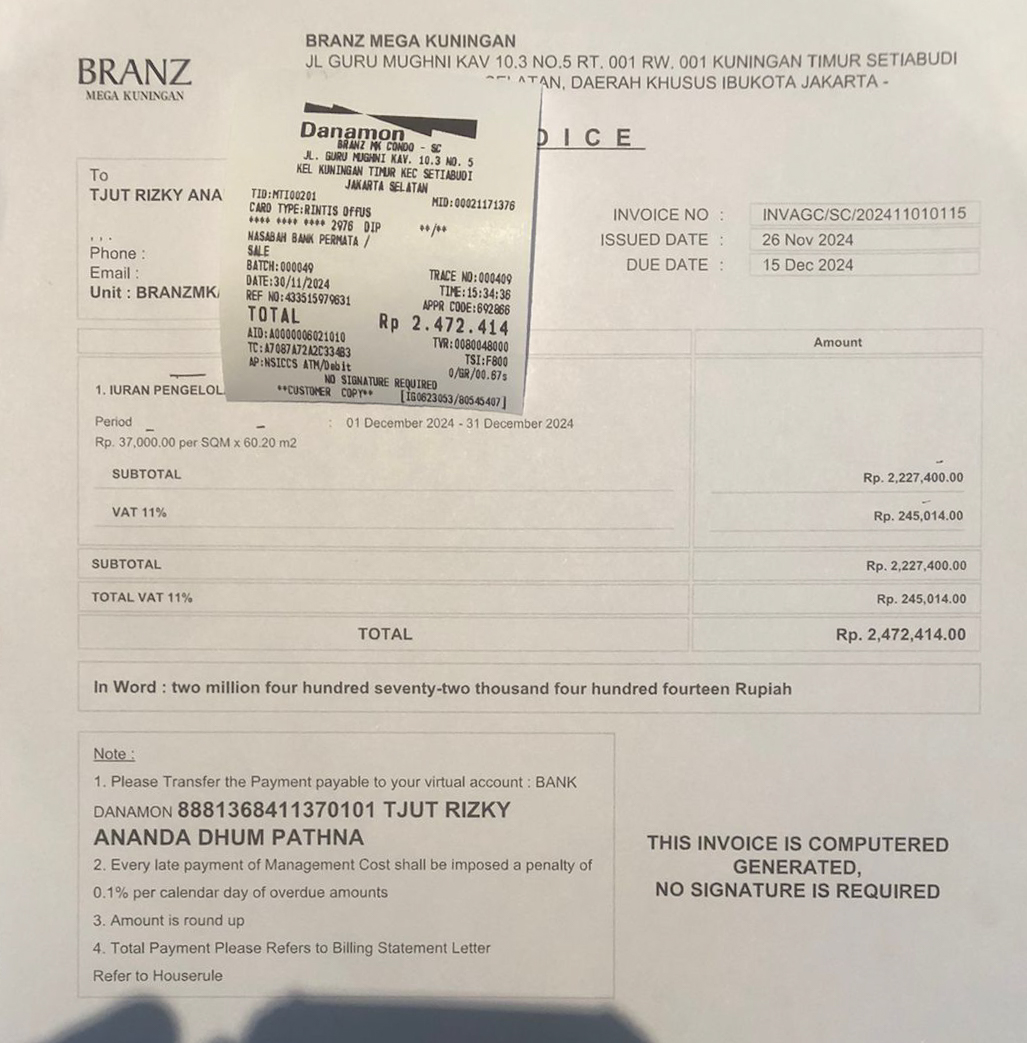 BRANZ
MEGA KUNINGAN
BRANZ MEGA KUNINGAN
JL GURU MUGHNI KAV 10.3 NO.5 RT. 001 RW. 001 KUNINGAN TIMUR SETIABUDI
DAERAH KHUSUS IBUKOTA JAKARTA -
OICE
To
TJUT RIZKY ANA
, , .
Phone :
Email :
Unit : BRANZMK/
INVOICE NO : INVAGC/SC/202411010115
ISSUED DATE : 26 Nov 2024
DUE DATE : 15 Dec 2024
Danamon
BRANZ MK CONDO - SC
JL. GURU MUGHNI KAV. 10.3 NO. 5
KEL KUNINGAN TIMUR KEC SETIABUDI
JAKARTA SELATAN
TID:MTI00201 MID:00021171376
CARD TYPE:RINTIS OFFUS
**** **** **** 2976 DIP **/**
NASABAH BANK PERMATA /
SALE
BATCH:000049 TRACE NO:000409
DATE:30/11/2024 TIME:15:34:36
REF NO:433515979631 APPR CODE:692866
TOTAL Rp 2.472.414
AID:A0000006021010 TVR:0080048000
TC:A7087A72A2C334B3 TSI:F800
AP:NSICCS ATM/Debit 0/GR/00.67s
NO SIGNATURE REQUIRED
**CUSTOMER COPY** [IG0623053/80545407]
Amount
1. IURAN PENGELOL
Period : 01 December 2024 - 31 December 2024
Rp. 37,000.00 per SQM x 60.20 m2
SUBTOTAL Rp. 2,227,400.00
VAT 11% Rp. 245,014.00
SUBTOTAL Rp. 2,227,400.00
TOTAL VAT 11% Rp. 245,014.00
TOTAL Rp. 2,472,414.00
In Word : two million four hundred seventy-two thousand four hundred fourteen Rupiah
Note :
1. Please Transfer the Payment payable to your virtual account : BANK
DANAMON 8881368411370101 TJUT RIZKY
ANANDA DHUM PATHNA
2. Every late payment of Management Cost shall be imposed a penalty of
0.1% per calendar day of overdue amounts
3. Amount is round up
4. Total Payment Please Refers to Billing Statement Letter
Refer to Houserule
THIS INVOICE IS COMPUTERED
GENERATED,
NO SIGNATURE IS REQUIRED